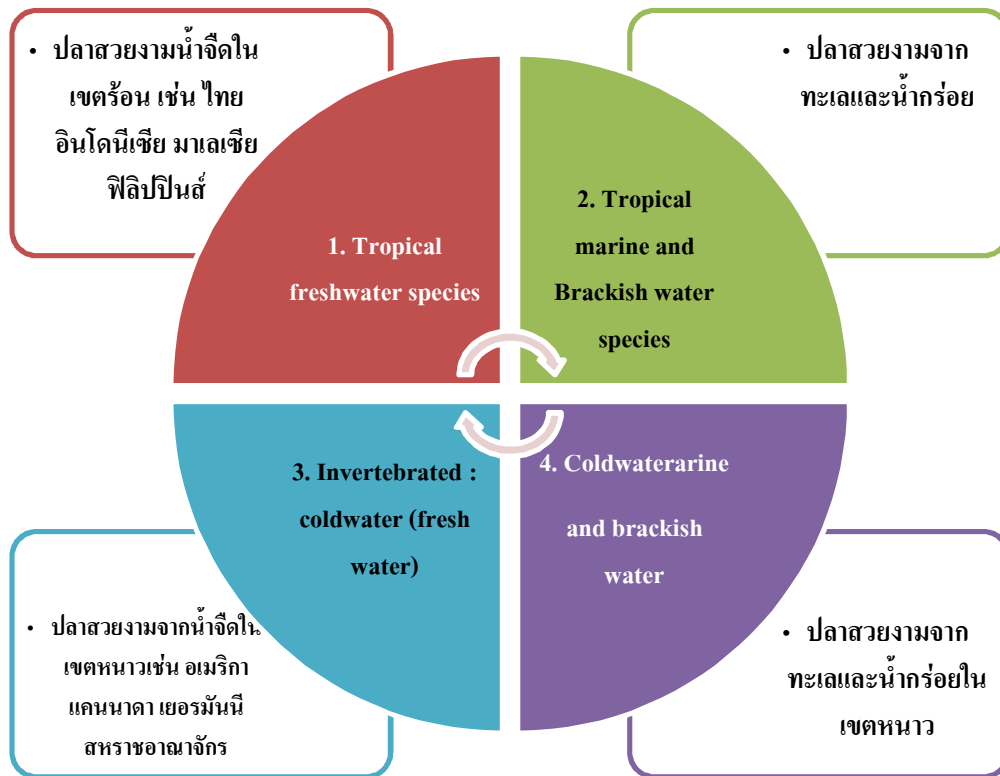 • ปลาสวยงามน้ำจืดใน
เขตร้อน เช่น ไทย
อินโดนีเซีย มาเลเซีย
ฟิลิปปินส์
• ปลาสวยงามจาก
ทะเลและน้ำกร่อย
1. Tropical
freshwater species
2. Tropical
marine and
Brackish water
species
3. Invertebrated :
coldwater (fresh
water)
4. Coldwaterarine
and brackish
water
• ปลาสวยงามจากน้ำจืดใน
เขตหนาวเช่น อเมริกา
แคนนาดา เยอรมันนี
สหราชอาณาจักร
• ปลาสวยงามจาก
ทะเลและน้ำกร่อยใน
เขตหนาว